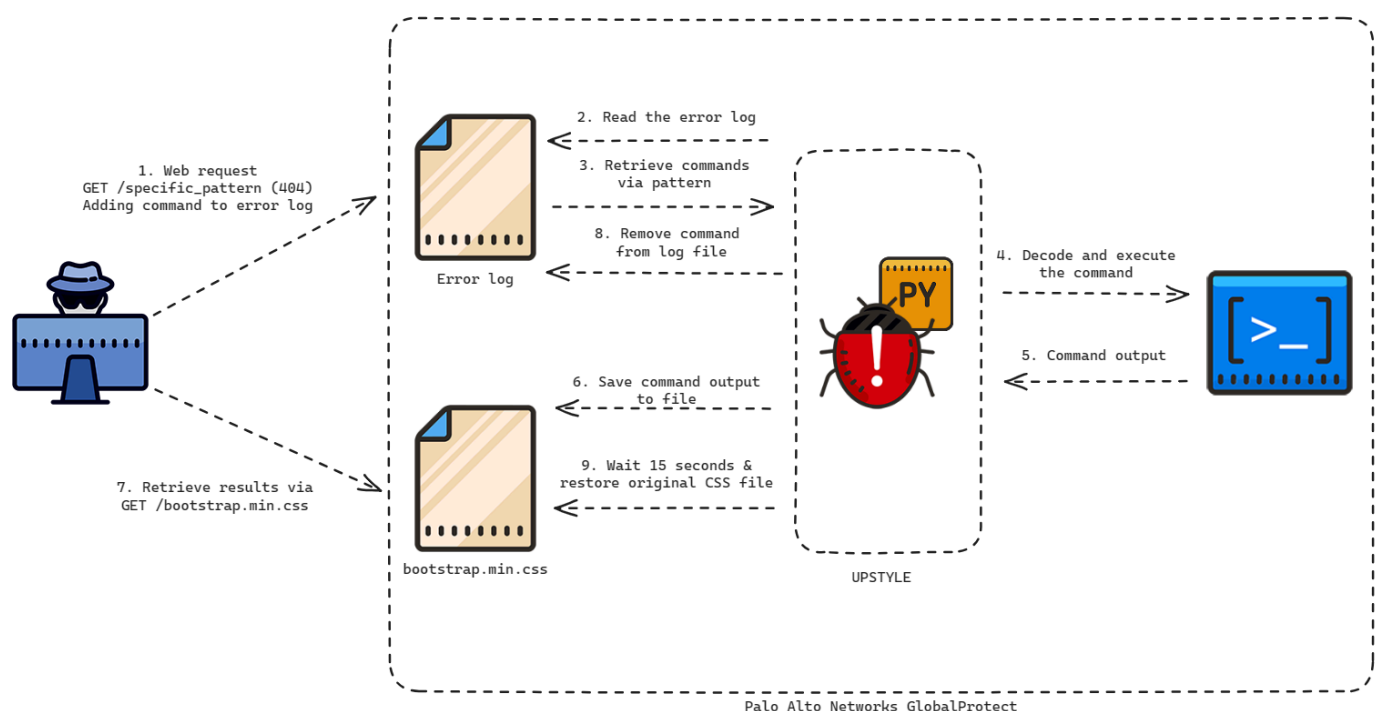 1. Web request
GET /specific_pattern (404)
Adding command to error log
2. Read the error log
3. Retrieve commands
via pattern
8. Remove command
from log file
Error log
PY
4. Decode and execute
the command
[>_]
5. Command output
6. Save command output
to file
7. Retrieve results via
GET /bootstrap.min.css
9. Wait 15 seconds &
restore original CSS file
bootstrap.min.css
UPSTYLE
Palo Alto Networks GlobalProtect